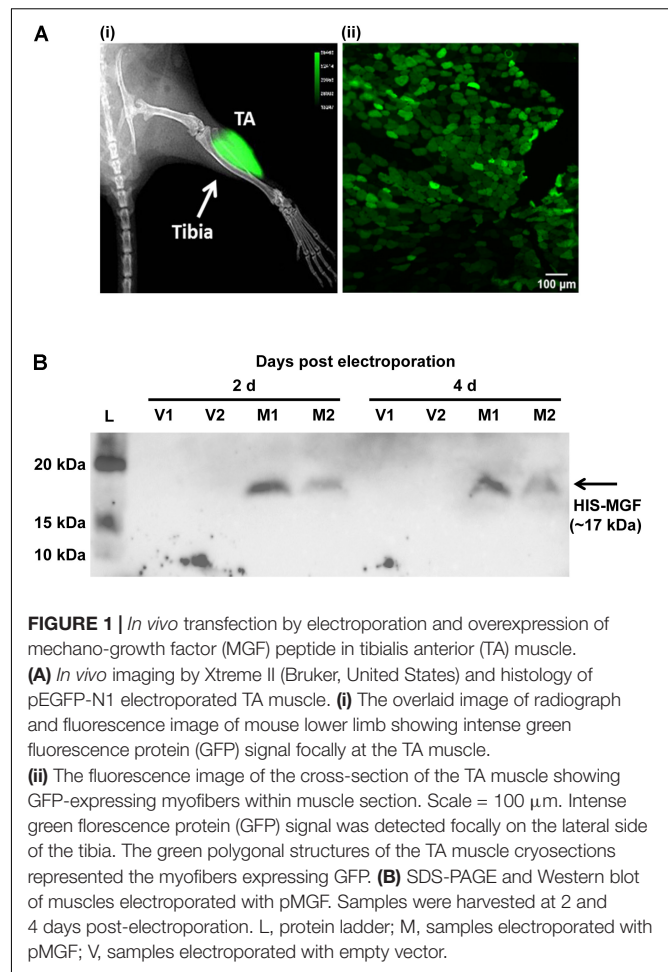 A
(i)
(ii)
TA
Tibia
100 μm
B
Days post electroporation
2 d
4 d
L
V1
V2
M1
M2
V1
V2
M1
M2
20 kDa
15 kDa
10 kDa
HIS-MGF
(~17 kDa)
FIGURE 1 | In vivo transfection by electroporation and overexpression of
mechano-growth factor (MGF) peptide in tibialis anterior (TA) muscle.
(A) In vivo imaging by Xtreme II (Bruker, United States) and histology of
pEGFP-N1 electroporated TA muscle. (i) The overlaid image of radiograph
and fluorescence image of mouse lower limb showing intense green
fluorescence protein (GFP) signal focally at the TA muscle.
(ii) The fluorescence image of the cross-section of the TA muscle showing
GFP-expressing myofibers within muscle section. Scale = 100 μm. Intense
green florescence protein (GFP) signal was detected focally on the lateral side
of the tibia. The green polygonal structures of the TA muscle cryosections
represented the myofibers expressing GFP. (B) SDS-PAGE and Western blot
of muscles electroporated with pMGF. Samples were harvested at 2 and
4 days post-electroporation. L, protein ladder; M, samples electroporated with
pMGF; V, samples electroporated with empty vector.